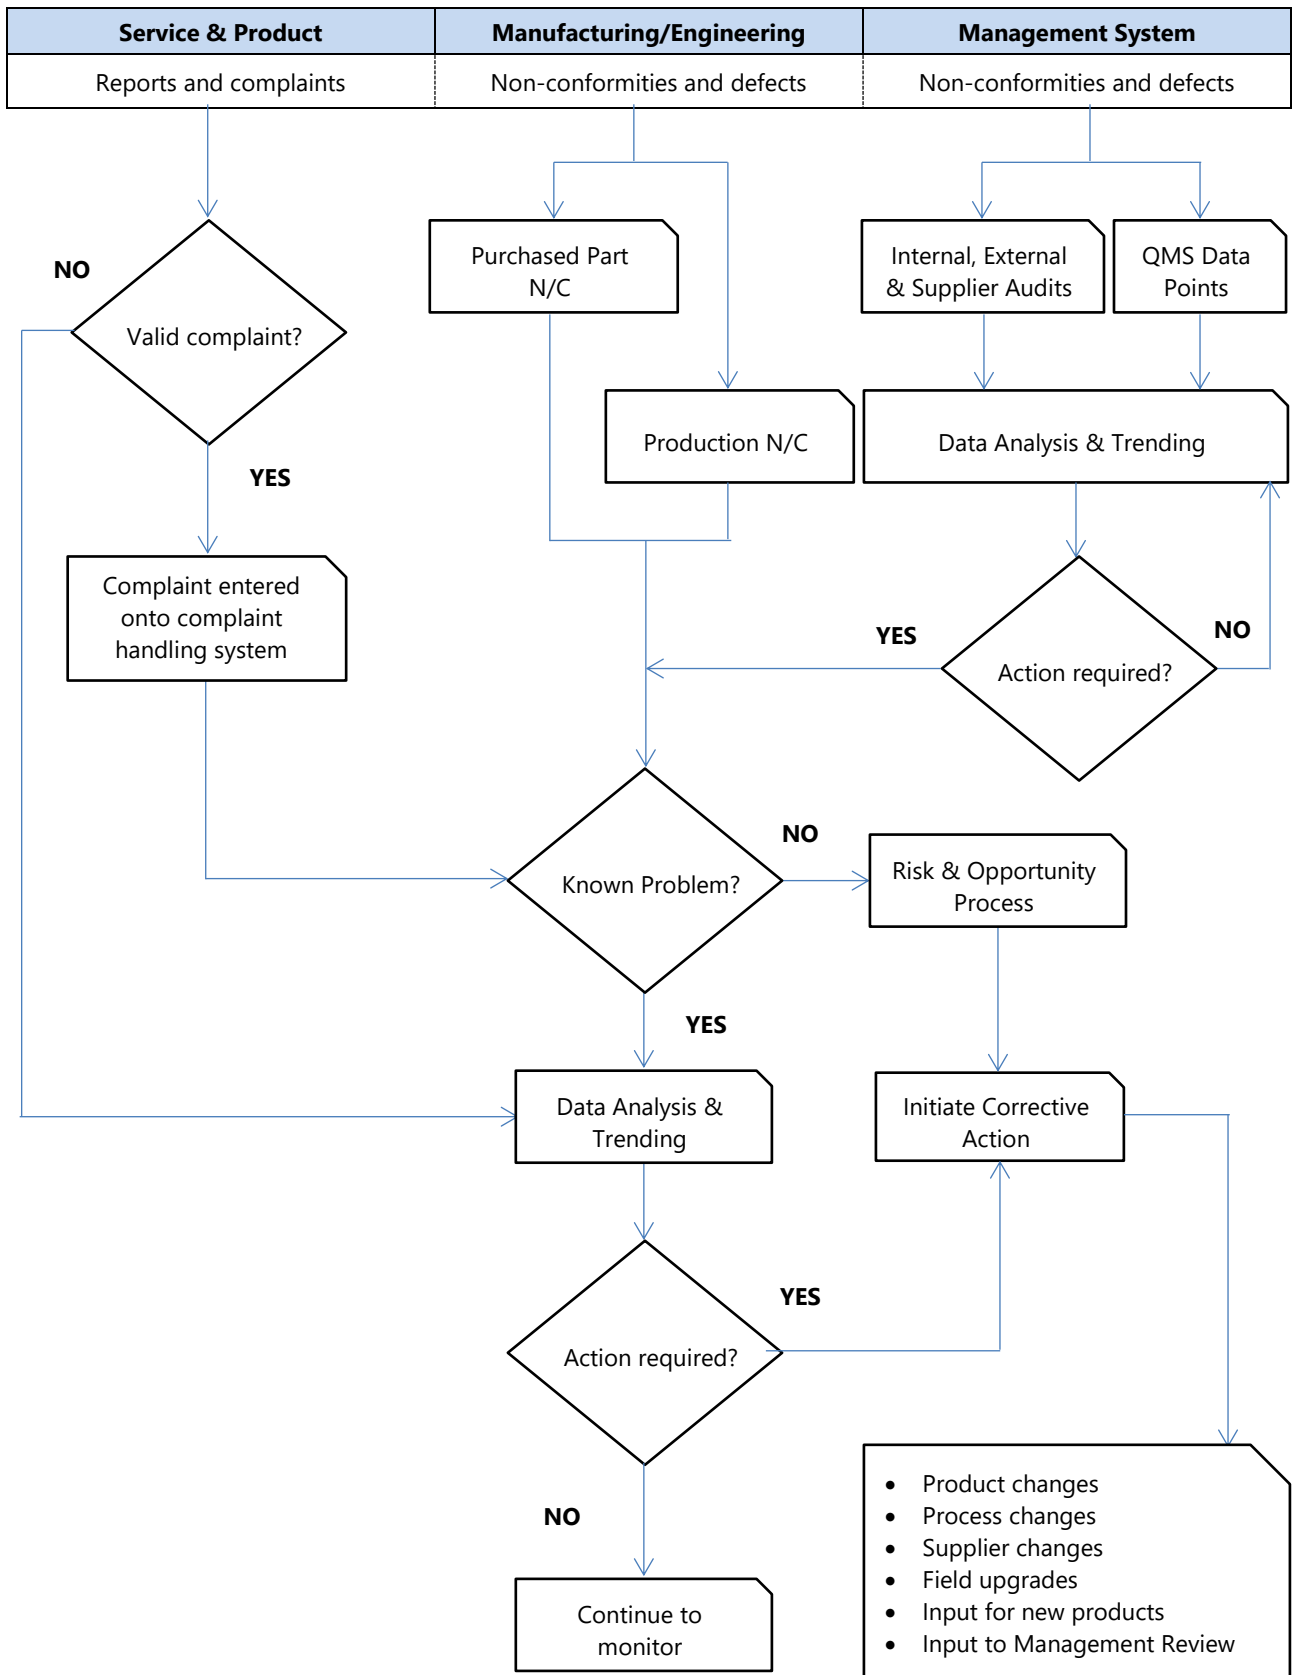 Service & Product
Manufacturing/Engineering
Management System
Reports and complaints
Non-conformities and defects
Non-conformities and defects
Purchased Part
N/C
Internal, External
& Supplier Audits
QMS Data
Points
NO
Valid complaint?
Production N/C
Data Analysis & Trending
YES
Complaint entered
onto complaint
handling system
YES
NO
Action required?
NO
Known Problem?
Risk & Opportunity
Process
YES
Data Analysis &
Trending
Initiate Corrective
Action
YES
Action required?
NO
Continue to
monitor
• Product changes
• Process changes
• Supplier changes
• Field upgrades
• Input for new products
• Input to Management Review